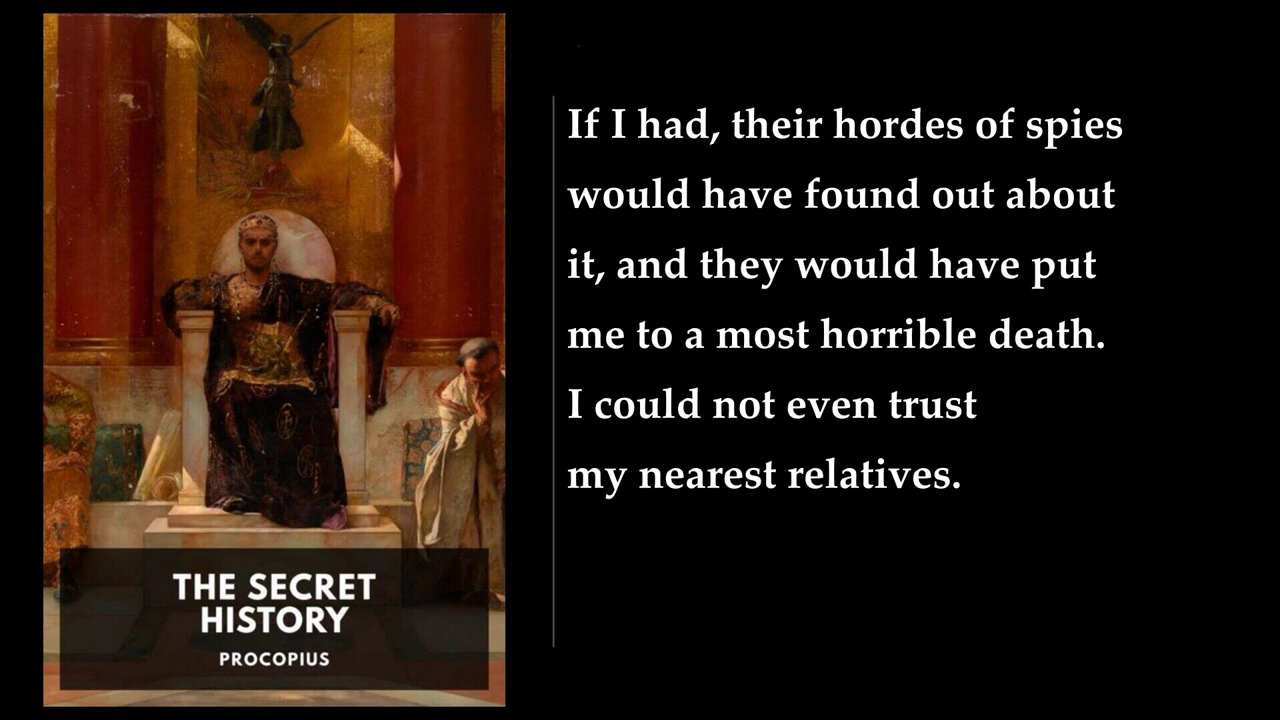 THE SECRET
HISTORY
PROCOPIUS
If I had, their hordes of spies
would have found out about
it, and they would have put
me to a most horrible death.
I could not even trust
my nearest relatives.